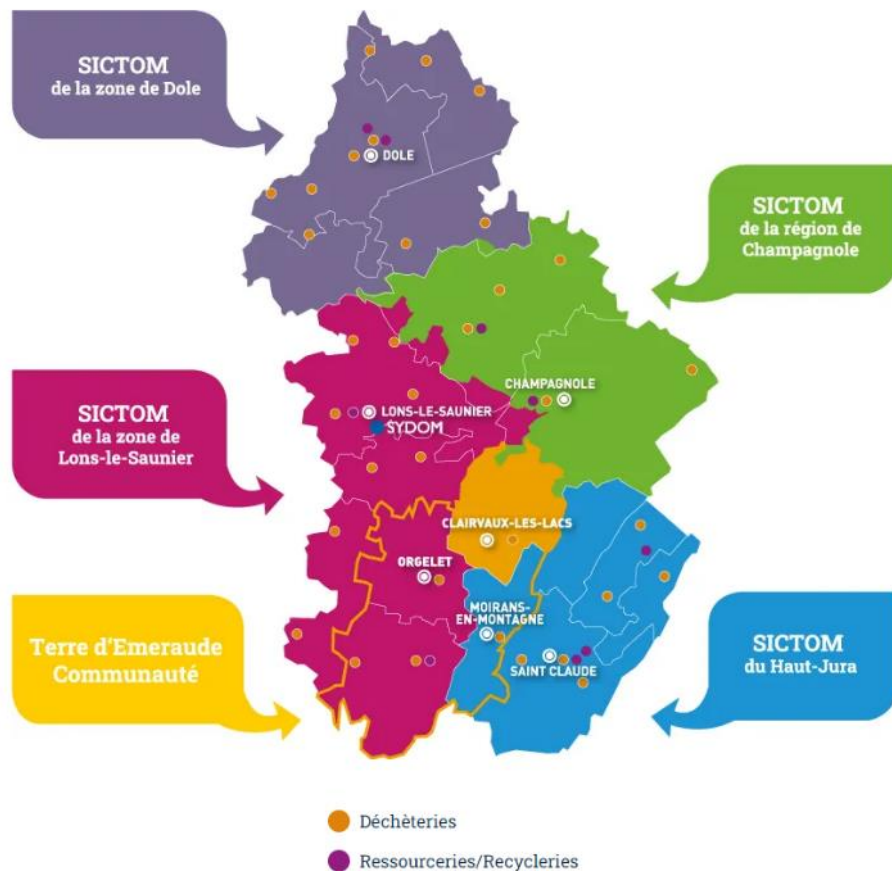 SICTOM
de la zone de Dole
DOLE
SICTOM
de la région de
Champagnole
CHAMPAGNOLE
SICTOM
de la zone de
Lons-le-Saunier
LONS-LE-SAUNIER
SYDOM
CLAIRVAUX-LES-LACS
ORGELET
MOIRANS-
EN-MONTAGNE
Terre d'Emeraude
Communauté
SAINT CLAUDE
SICTOM
du Haut-Jura
Déchèteries
Ressourceries/Recycleries